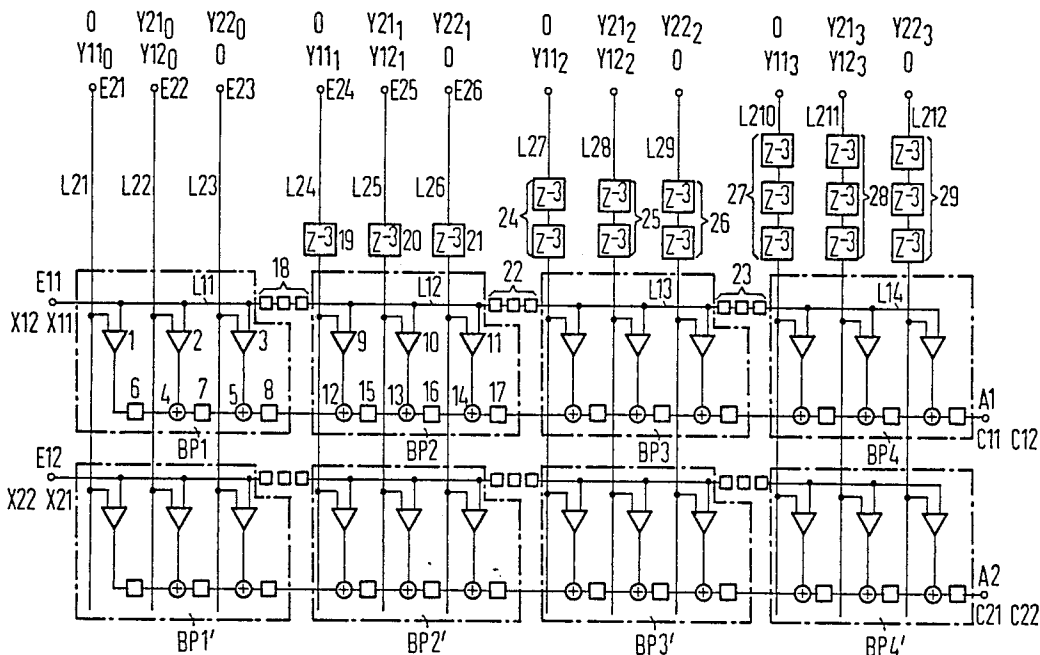 0 Y21₀ Y22₀ 0 Y21₁ Y22₁ 0 Y21₂ Y22₂ 0 Y21₃ Y22₃
Y11₀ Y12₀ 0 Y11₁ Y12₁ 0 Y11₂ Y12₂ 0 Y11₃ Y12₃ 0
E21 E22 E23 E24 E25 E26
L210 L211 L212
L27 L28 L29
Z⁻³ Z⁻³ Z⁻³
L21 L22 L23 L24 L25 L26
Z⁻³ Z⁻³ Z⁻³ 27 Z⁻³ 28 Z⁻³ 29 Z⁻³
24 25 26
Z⁻³ 19 Z⁻³ 20 Z⁻³ 21 Z⁻³ Z⁻³ Z⁻³ Z⁻³ Z⁻³ Z⁻³
E11 18 22 23
L11 L12 L13 L14
X12 X11
1 2 3 9 10 11
6 4 7 5 8 12 15 13 16 14 17
A1
BP1 BP2 BP3 BP4
C11 C12
E12
X22 X21
A2
C21 C22
BP1′ BP2′ BP3′ BP4′